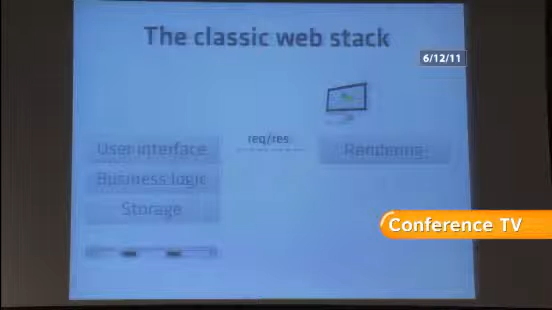 The classic web stack
6/12/11
req/res
User interface
Rendering
Business logic
Storage
Conference TV